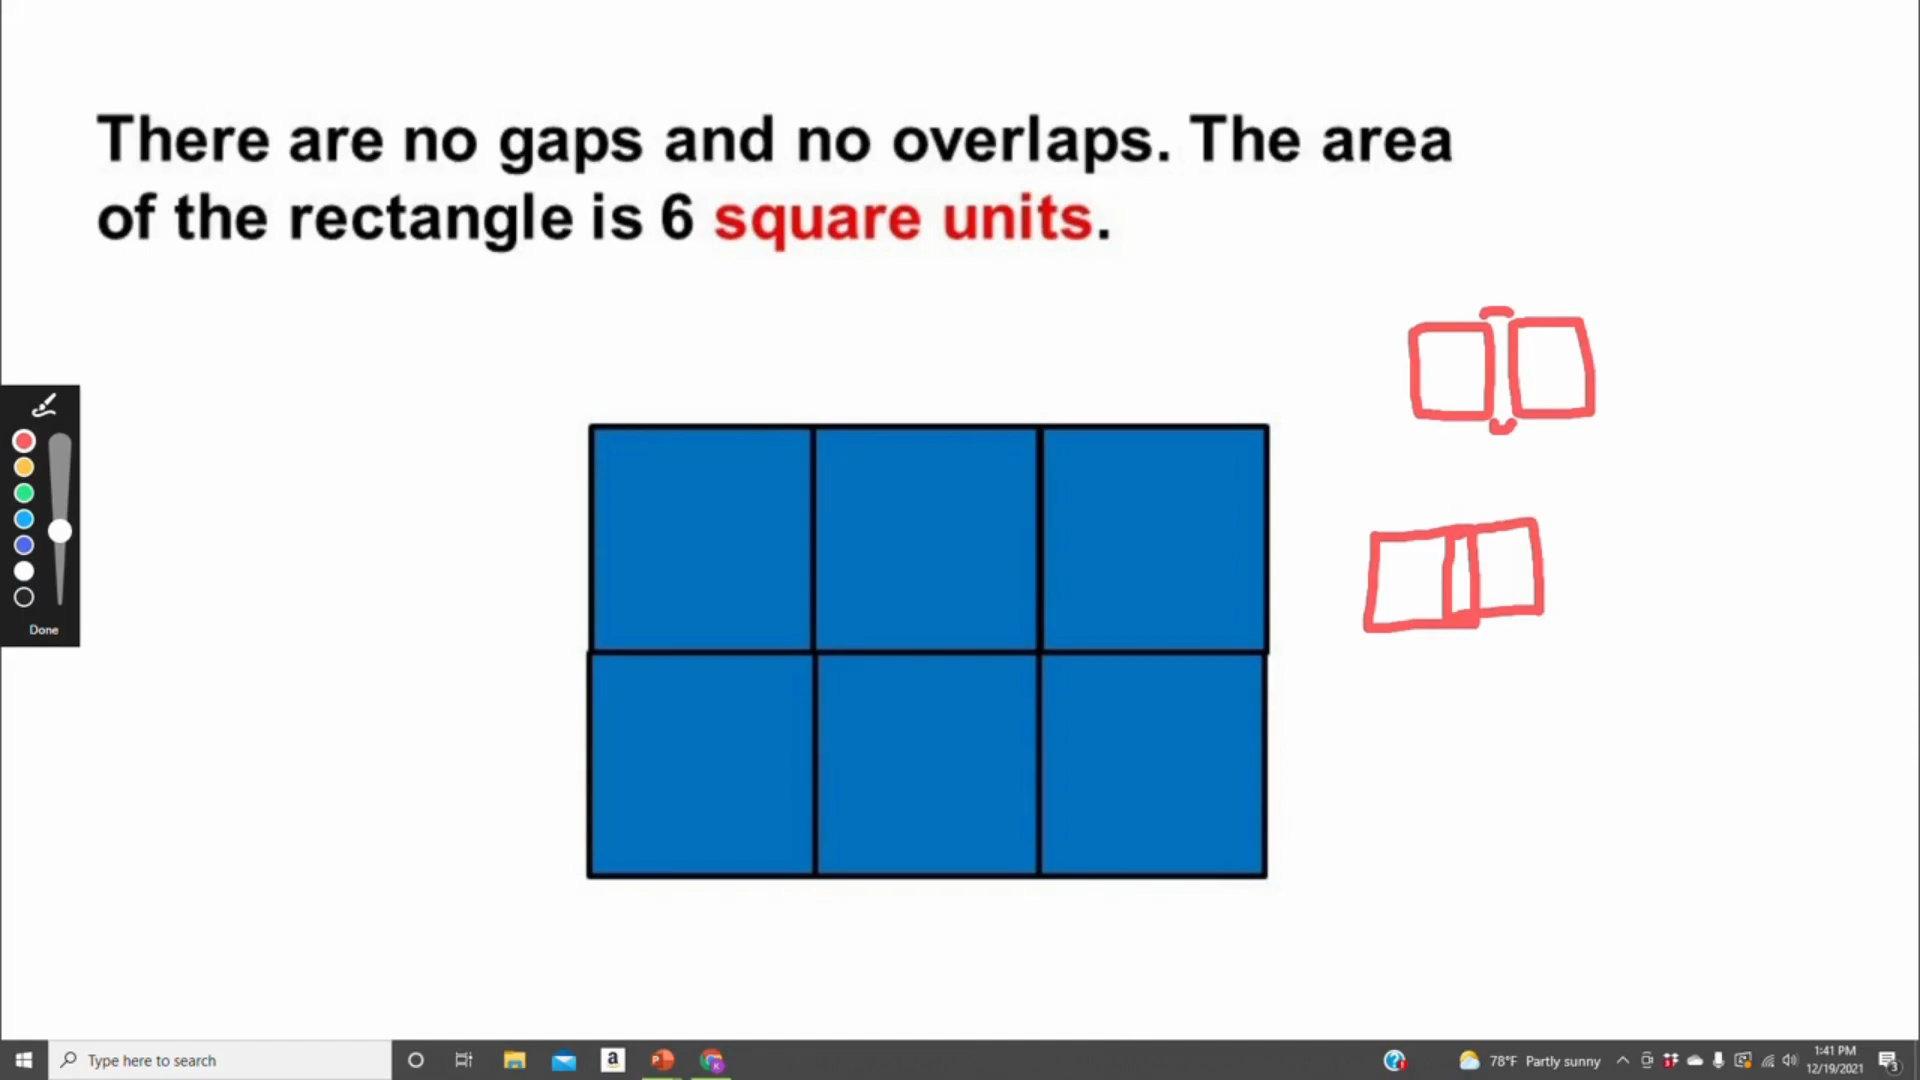 There are no gaps and no overlaps. The area
of the rectangle is 6 square units.
Done
Type here to search
78°F Partly sunny
1:41 PM
12/19/2021
3